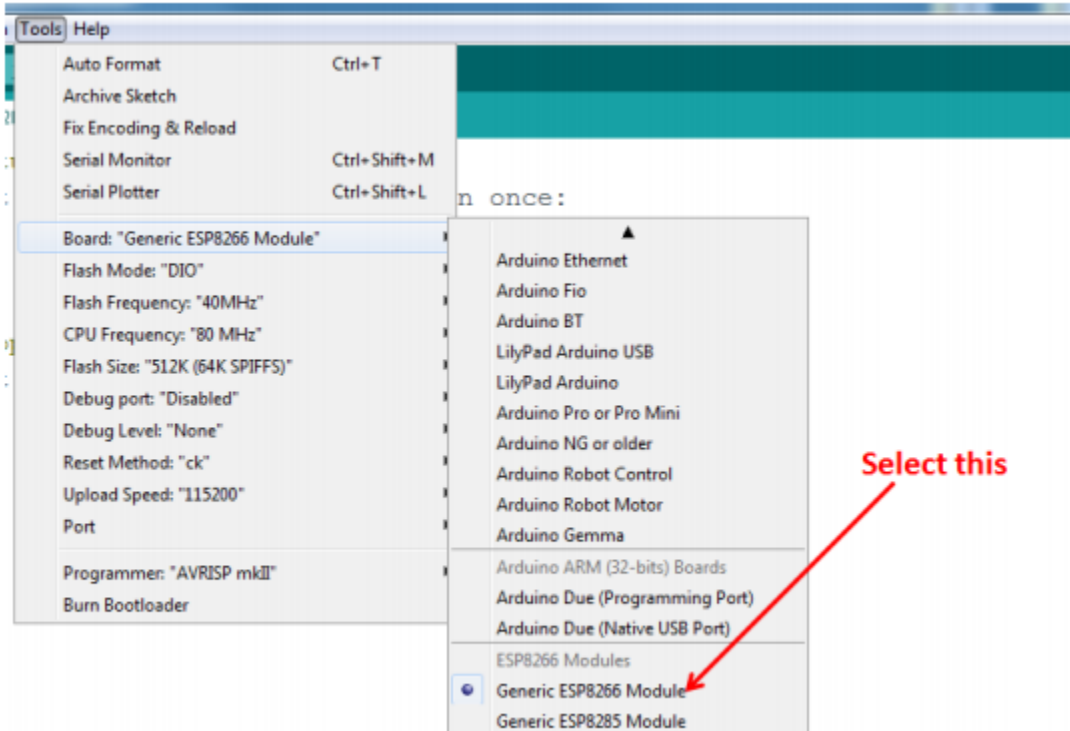 Tools Help
Auto Format Ctrl+T
Archive Sketch
Fix Encoding & Reload
Serial Monitor Ctrl+Shift+M
Serial Plotter Ctrl+Shift+L
n once:
Board: "Generic ESP8266 Module"
Flash Mode: "DIO"
Flash Frequency: "40MHz"
CPU Frequency: "80 MHz"
Flash Size: "512K (64K SPIFFS)"
Debug port: "Disabled"
Debug Level: "None"
Reset Method: "ck"
Upload Speed: "115200"
Port
Programmer: "AVRISP mkII"
Burn Bootloader
Arduino Ethernet
Arduino Fio
Arduino BT
LilyPad Arduino USB
LilyPad Arduino
Arduino Pro or Pro Mini
Arduino NG or older
Arduino Robot Control
Arduino Robot Motor
Arduino Gemma
Arduino ARM (32-bits) Boards
Arduino Due (Programming Port)
Arduino Due (Native USB Port)
ESP8266 Modules
Generic ESP8266 Module
Generic ESP8285 Module
Select this